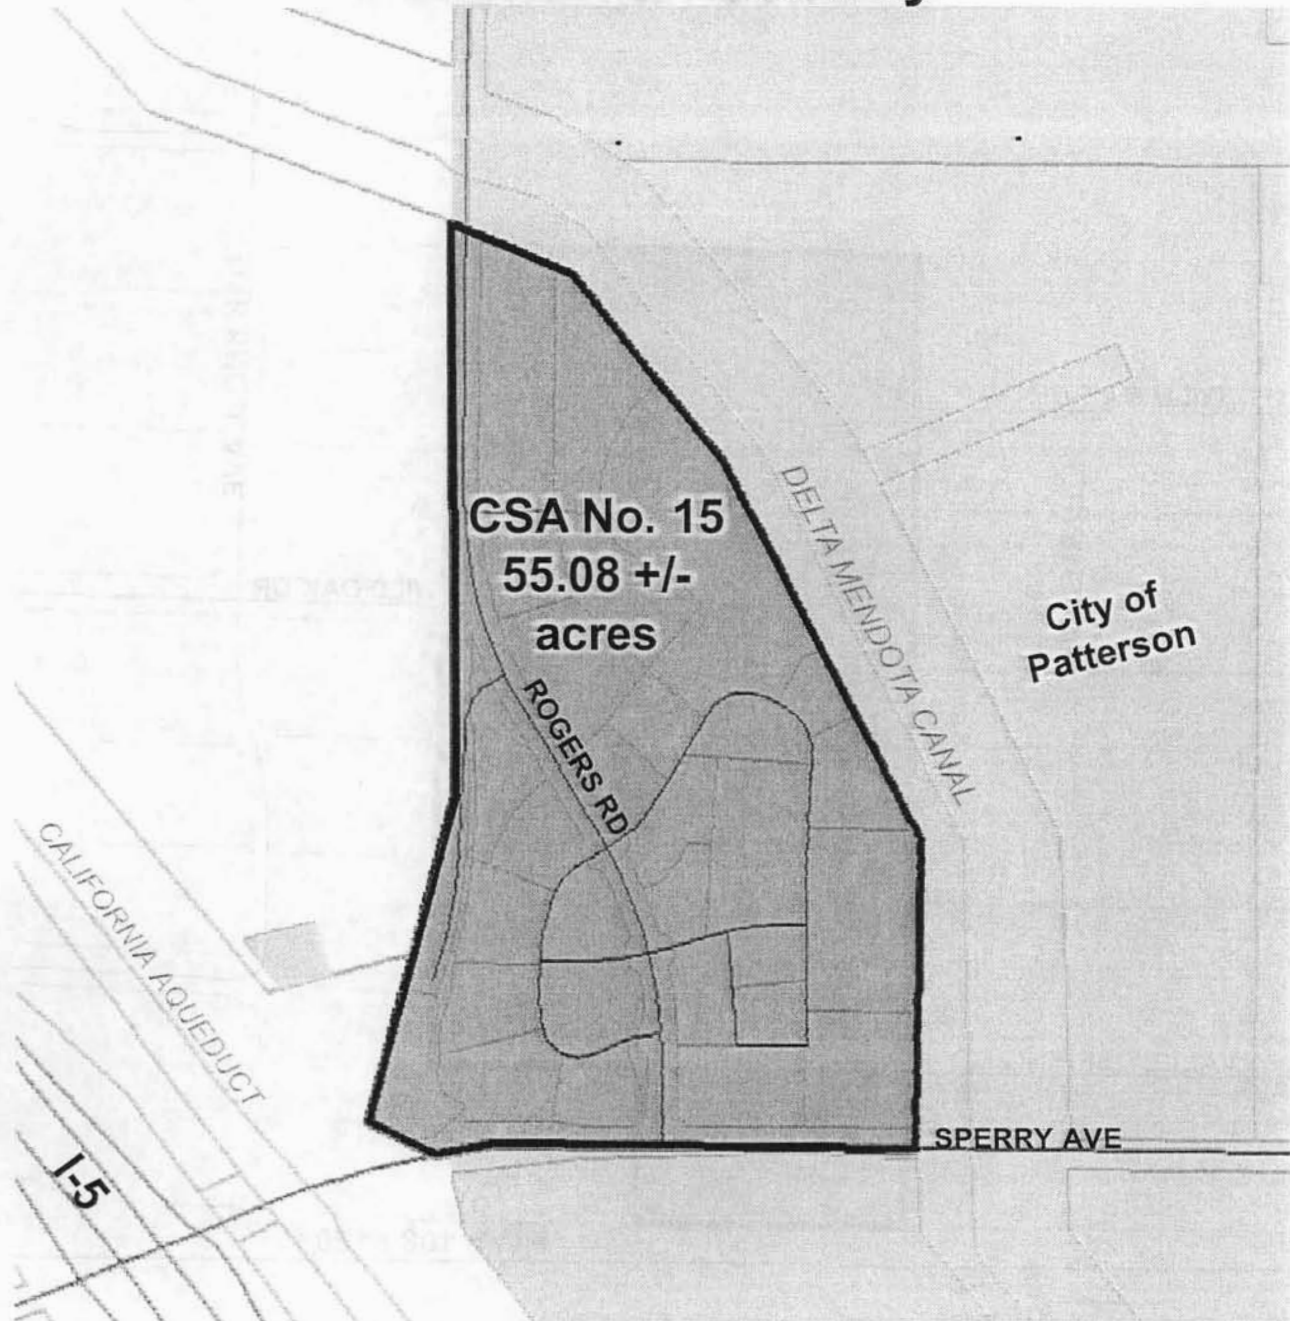 CSA No. 15
55.08 +/-
acres
ROGERS RD
DELTA MENDOTA CANAL
City of
Patterson
CALIFORNIA AQUEDUCT
I-5
SPERRY AVE